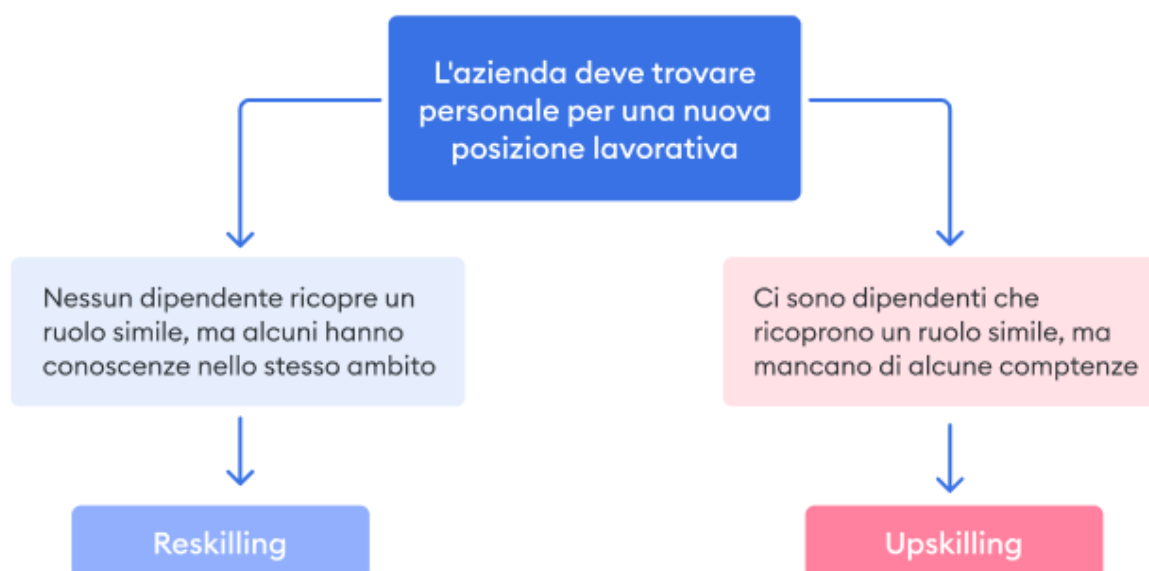 L'azienda deve trovare
personale per una nuova
posizione lavorativa
Nessun dipendente ricopre un
ruolo simile, ma alcuni hanno
conoscenze nello stesso ambito
Ci sono dipendenti che
ricoprono un ruolo simile, ma
mancano di alcune comptenze
Reskilling
Upskilling